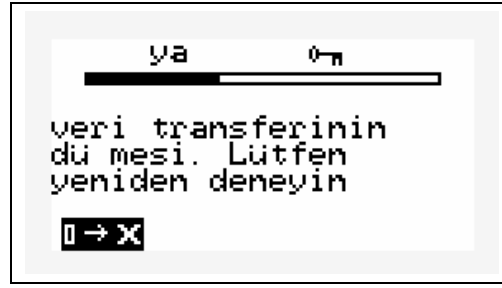 ya
veri transferinin
dü mesi. Lütfen
yeniden deneyin